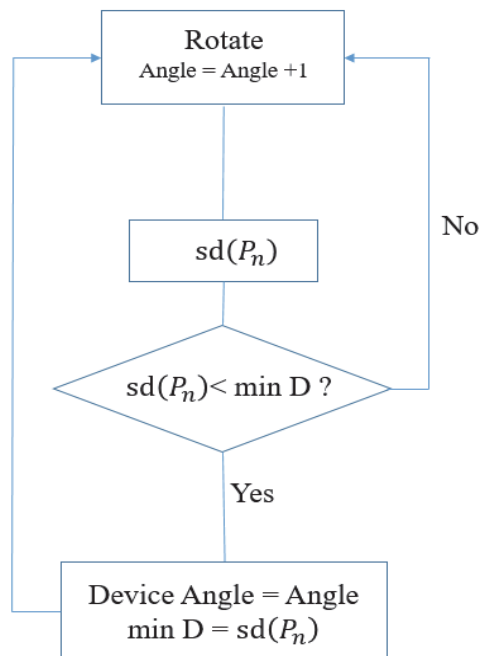 Rotate
Angle = Angle +1
sd(Pₙ)
No
sd(Pₙ)< min D ?
Yes
Device Angle = Angle
min D = sd(Pₙ)